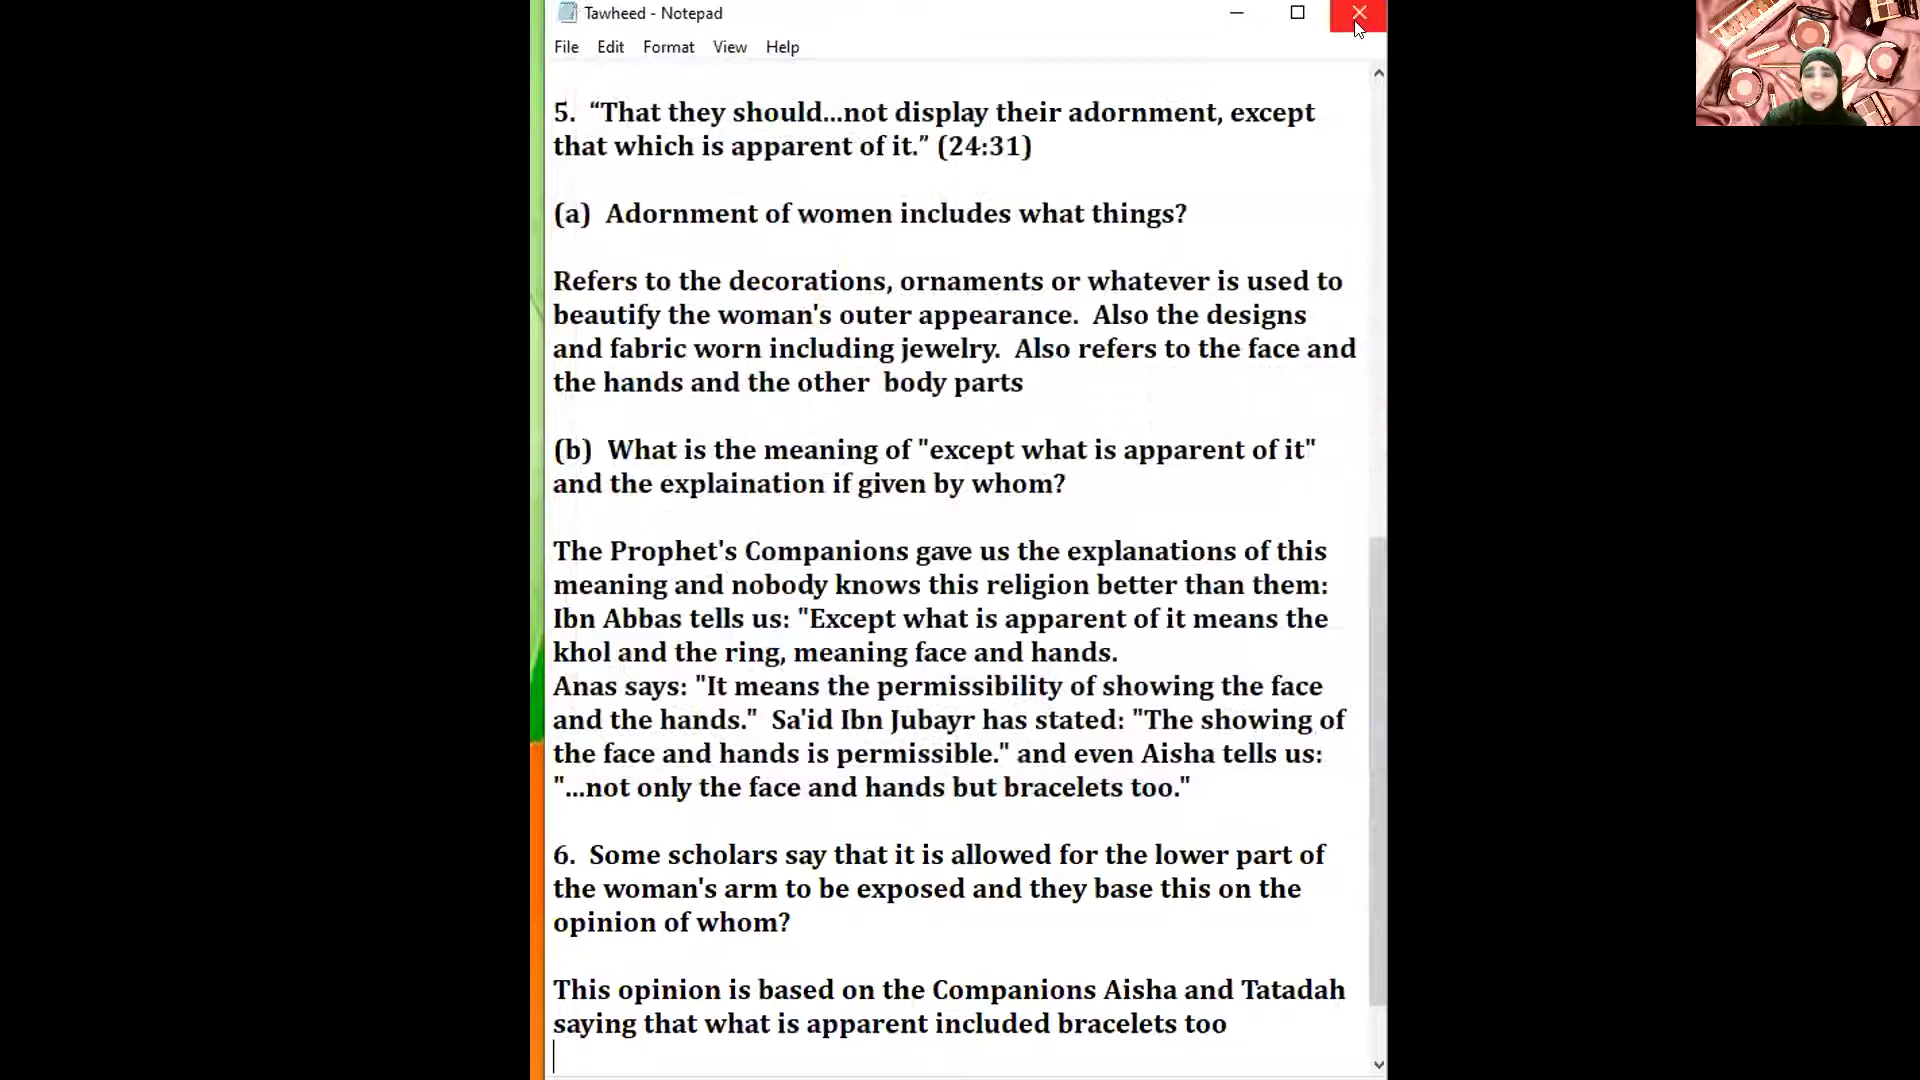 Tawheed - Notepad
File Edit Format View Help
5.  “That they should...not display their adornment, except
that which is apparent of it.” (24:31)
(a)  Adornment of women includes what things?
Refers to the decorations, ornaments or whatever is used to
beautify the woman's outer appearance.  Also the designs
and fabric worn including jewelry.  Also refers to the face and
the hands and the other  body parts
(b)  What is the meaning of "except what is apparent of it"
and the explaination if given by whom?
The Prophet's Companions gave us the explanations of this
meaning and nobody knows this religion better than them:
Ibn Abbas tells us: "Except what is apparent of it means the
khol and the ring, meaning face and hands.
Anas says: "It means the permissibility of showing the face
and the hands."  Sa'id Ibn Jubayr has stated: "The showing of
the face and hands is permissible." and even Aisha tells us:
"...not only the face and hands but bracelets too."
6.  Some scholars say that it is allowed for the lower part of
the woman's arm to be exposed and they base this on the
opinion of whom?
This opinion is based on the Companions Aisha and Tatadah
saying that what is apparent included bracelets too